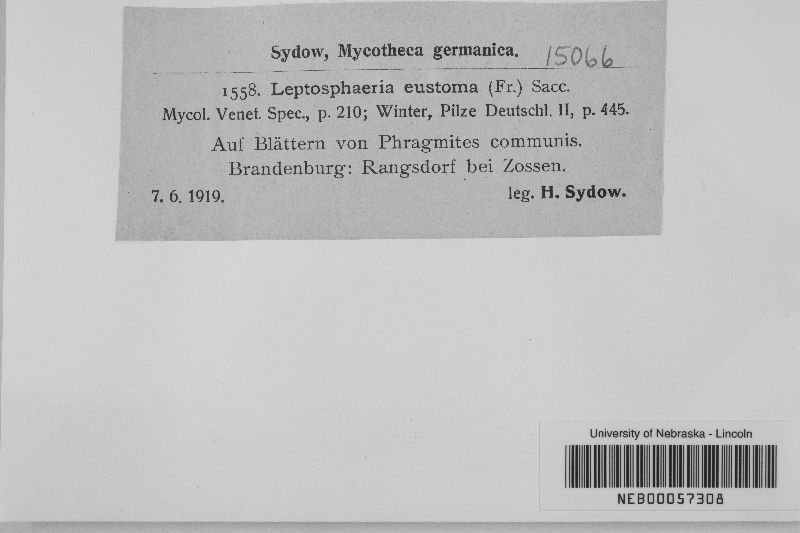 Sydow, Mycotheca germanica. 15066
1558. Leptosphaeria eustoma (Fr.) Sacc.
Mycol. Venet. Spec., p. 210; Winter, Pilze Deutschl. II, p. 445.
Auf Blättern von Phragmites communis.
Brandenburg: Rangsdorf bei Zossen.
7. 6. 1919. leg. H. Sydow.
University of Nebraska - Lincoln
NEB00057308